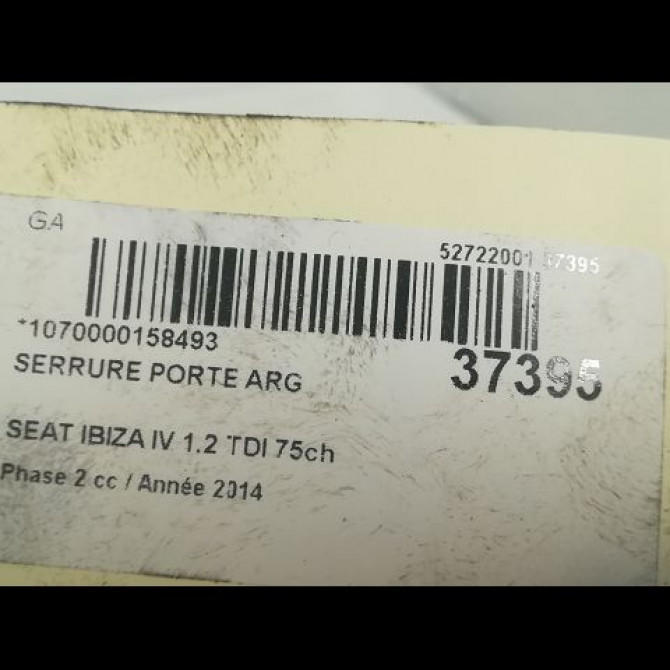 G.4
52722001 37395
*1070000158493
37395
SERRURE PORTE ARG
SEAT IBIZA IV 1.2 TDI 75ch
Phase 2 cc / Année 2014